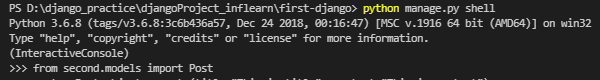 PS D:\django_practice\djangoProject_inflearn\first-django> python manage.py shell
Python 3.6.8 (tags/v3.6.8:3c6b436a57, Dec 24 2018, 00:16:47) [MSC v.1916 64 bit (AMD64)] on win32
Type "help", "copyright", "credits" or "license" for more information.
(InteractiveConsole)
>>> from second.models import Post